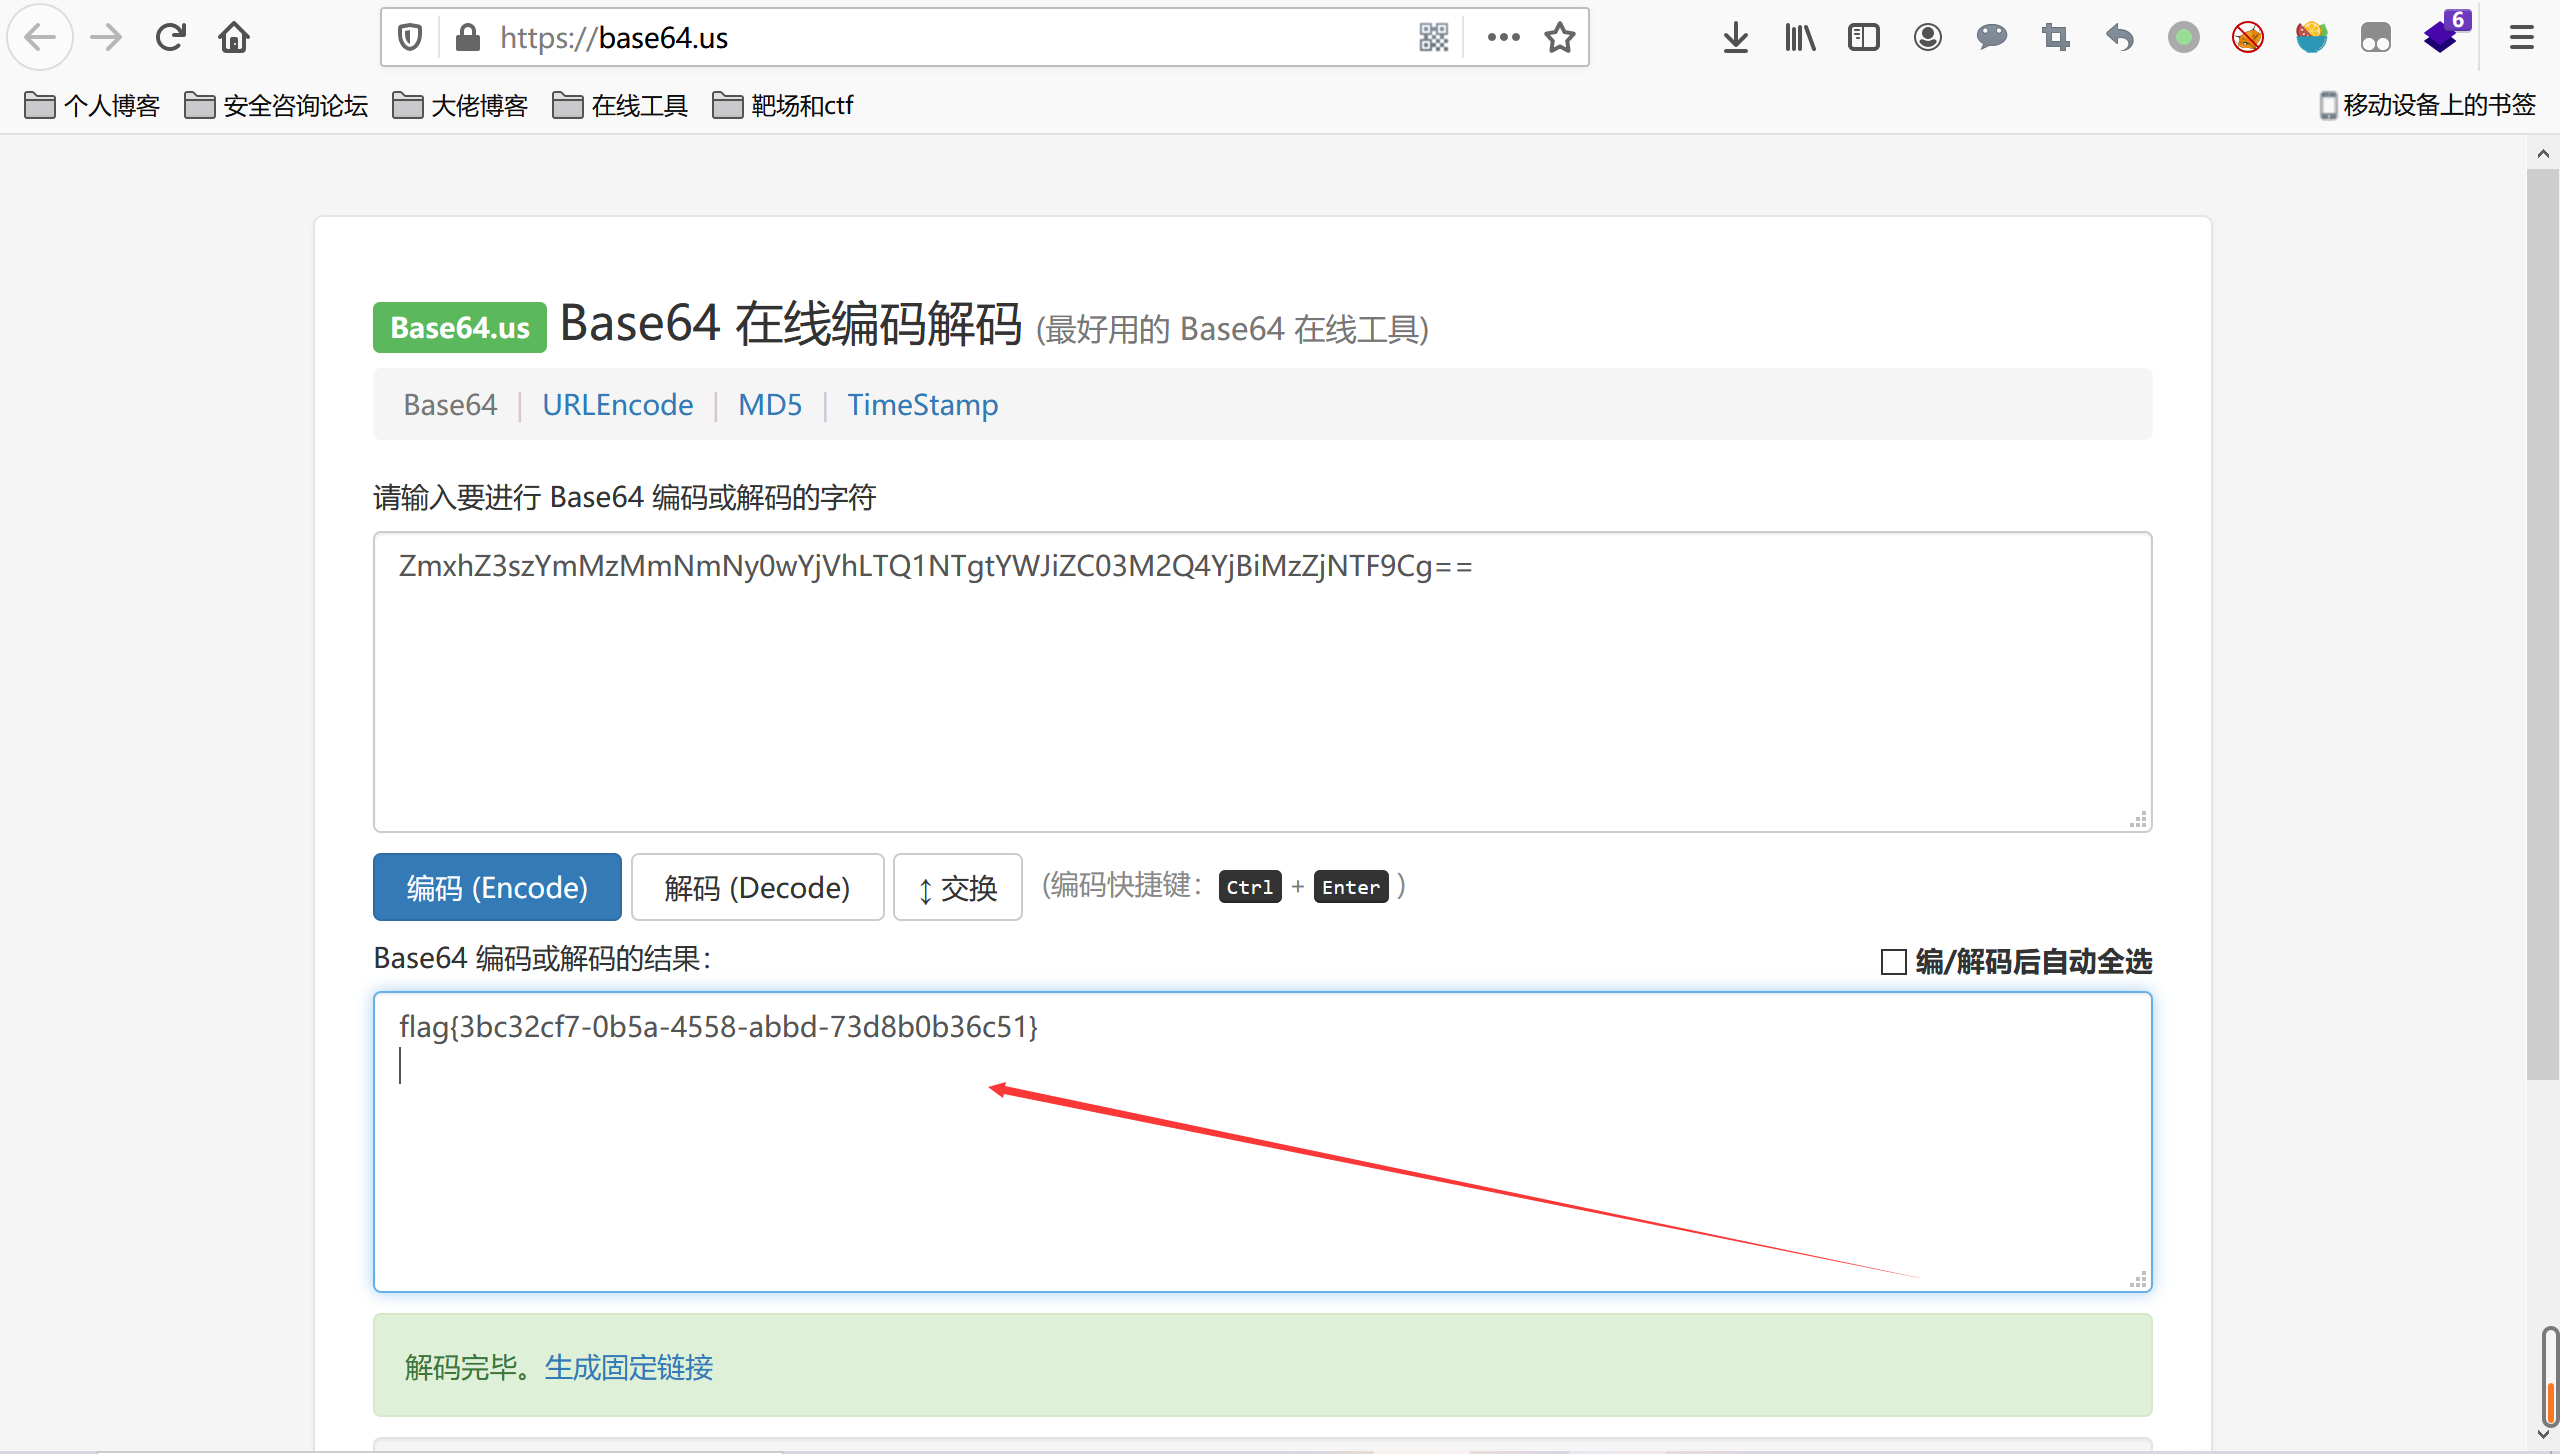 https://base64.us
6
个人博客 安全咨询论坛 大佬博客 在线工具 靶场和ctf 移动设备上的书签
Base64.us Base64 在线编码解码 (最好用的 Base64 在线工具)
Base64 | URLEncode | MD5 | TimeStamp
请输入要进行 Base64 编码或解码的字符
ZmxhZ3szYmMzMmNmNy0wYjVhLTQ1NTgtYWJiZC03M2Q4YjBiMzZjNTF9Cg==
编码 (Encode) 解码 (Decode) ↕ 交换 (编码快捷键： Ctrl + Enter )
Base64 编码或解码的结果： 编/解码后自动全选
flag{3bc32cf7-0b5a-4558-abbd-73d8b0b36c51}
解码完毕。生成固定链接